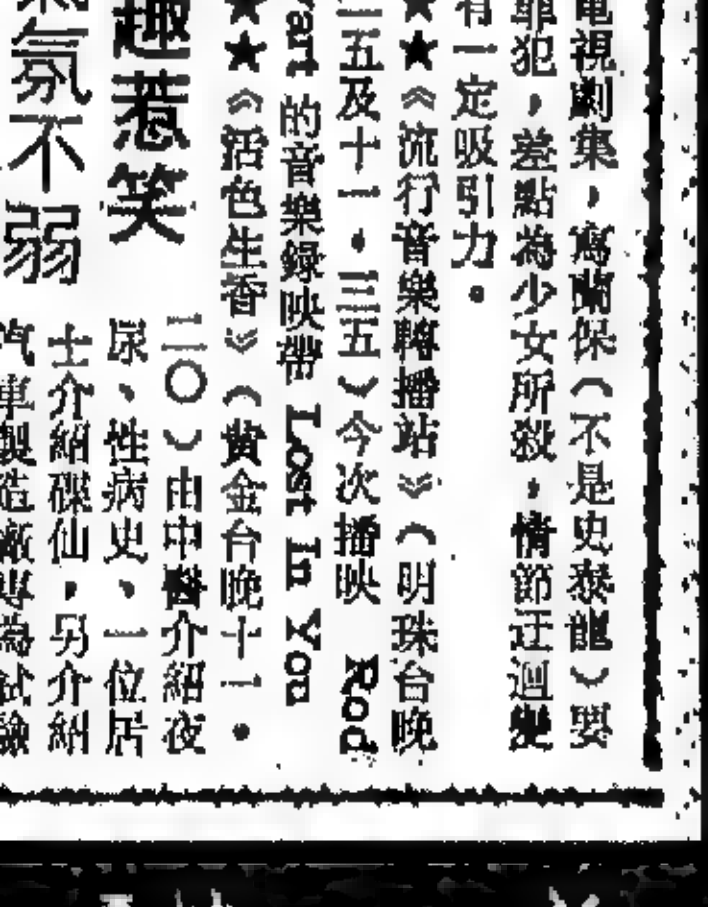 電視劇集，寫蘭保（不是史泰龍）要
罪犯，差點為少女所殺，情節迂迴變
有一定吸引力。
★★《流行音樂轉播站》（明珠台晚
五及十一·三五）今次播映 Rod
art 的音樂錄映帶 Lost In You
★★《活色生香》（黃金台晚十一·
二〇）由中醫介紹夜
尿、性病史、一位居
士介紹碟仙，另介紹
汽車製造廠專為試驗
趣惹笑
氣氛不弱